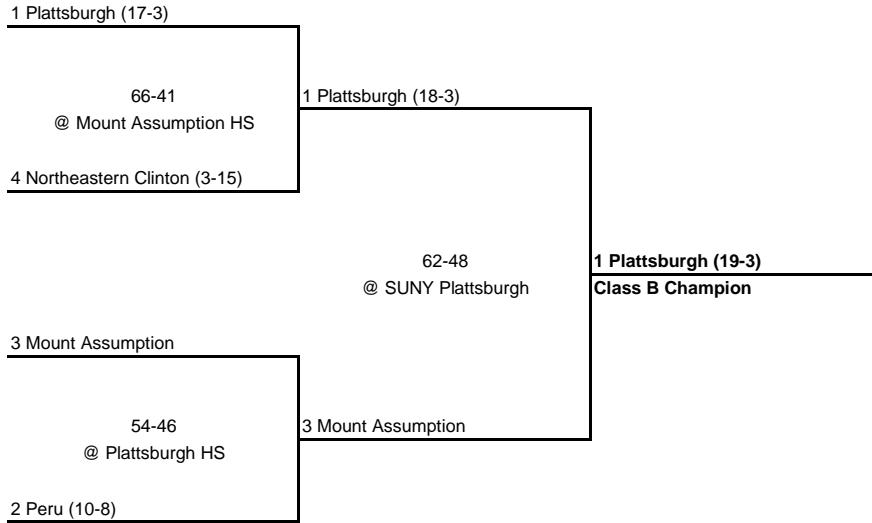 1 Plattsburgh (17-3)
66-41
@ Mount Assumption HS
1 Plattsburgh (18-3)
4 Northeastern Clinton (3-15)
62-48
@ SUNY Plattsburgh
1 Plattsburgh (19-3)
Class B Champion
3 Mount Assumption
54-46
@ Plattsburgh HS
3 Mount Assumption
2 Peru (10-8)